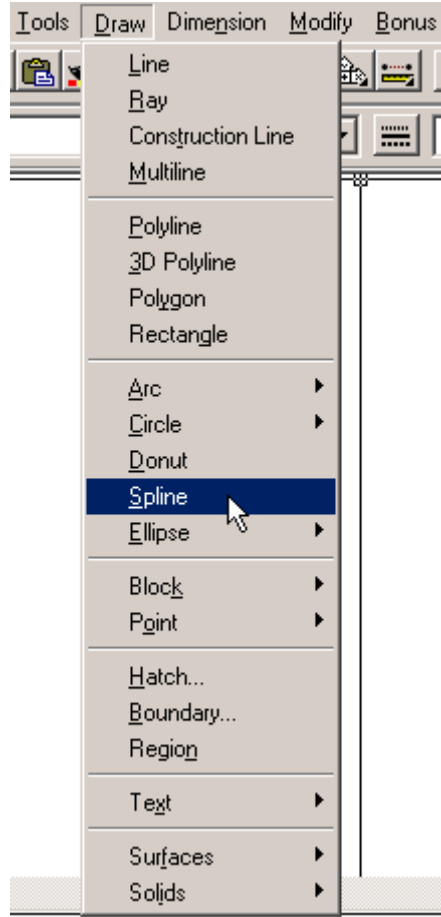 Tools Draw Dimension Modify Bonus
Line
Ray
Construction Line
Multiline
Polyline
3D Polyline
Polygon
Rectangle
Arc
Circle
Donut
Spline
Ellipse
Block
Point
Hatch...
Boundary...
Region
Text
Surfaces
Solids